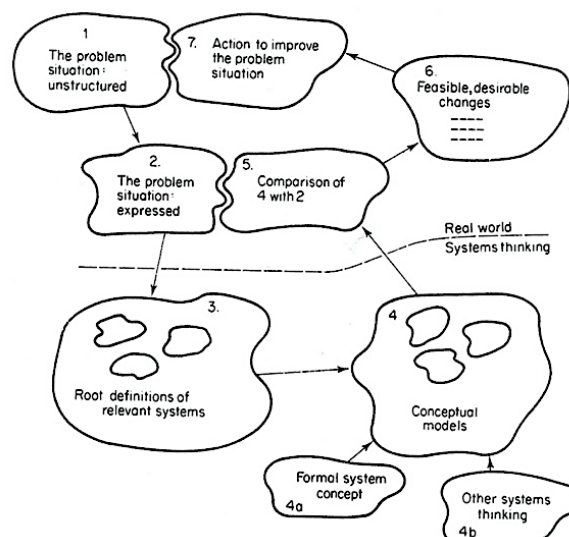 1
The problem
situation:
unstructured
7.
Action to improve
the problem
situation
6.
Feasible, desirable
changes
2.
The problem
situation:
expressed
5.
Comparison of
4 with 2
Real world
Systems thinking
3.
Root definitions of
relevant systems
4
Conceptual
models
Formal system
concept
4a
Other systems
thinking
4b